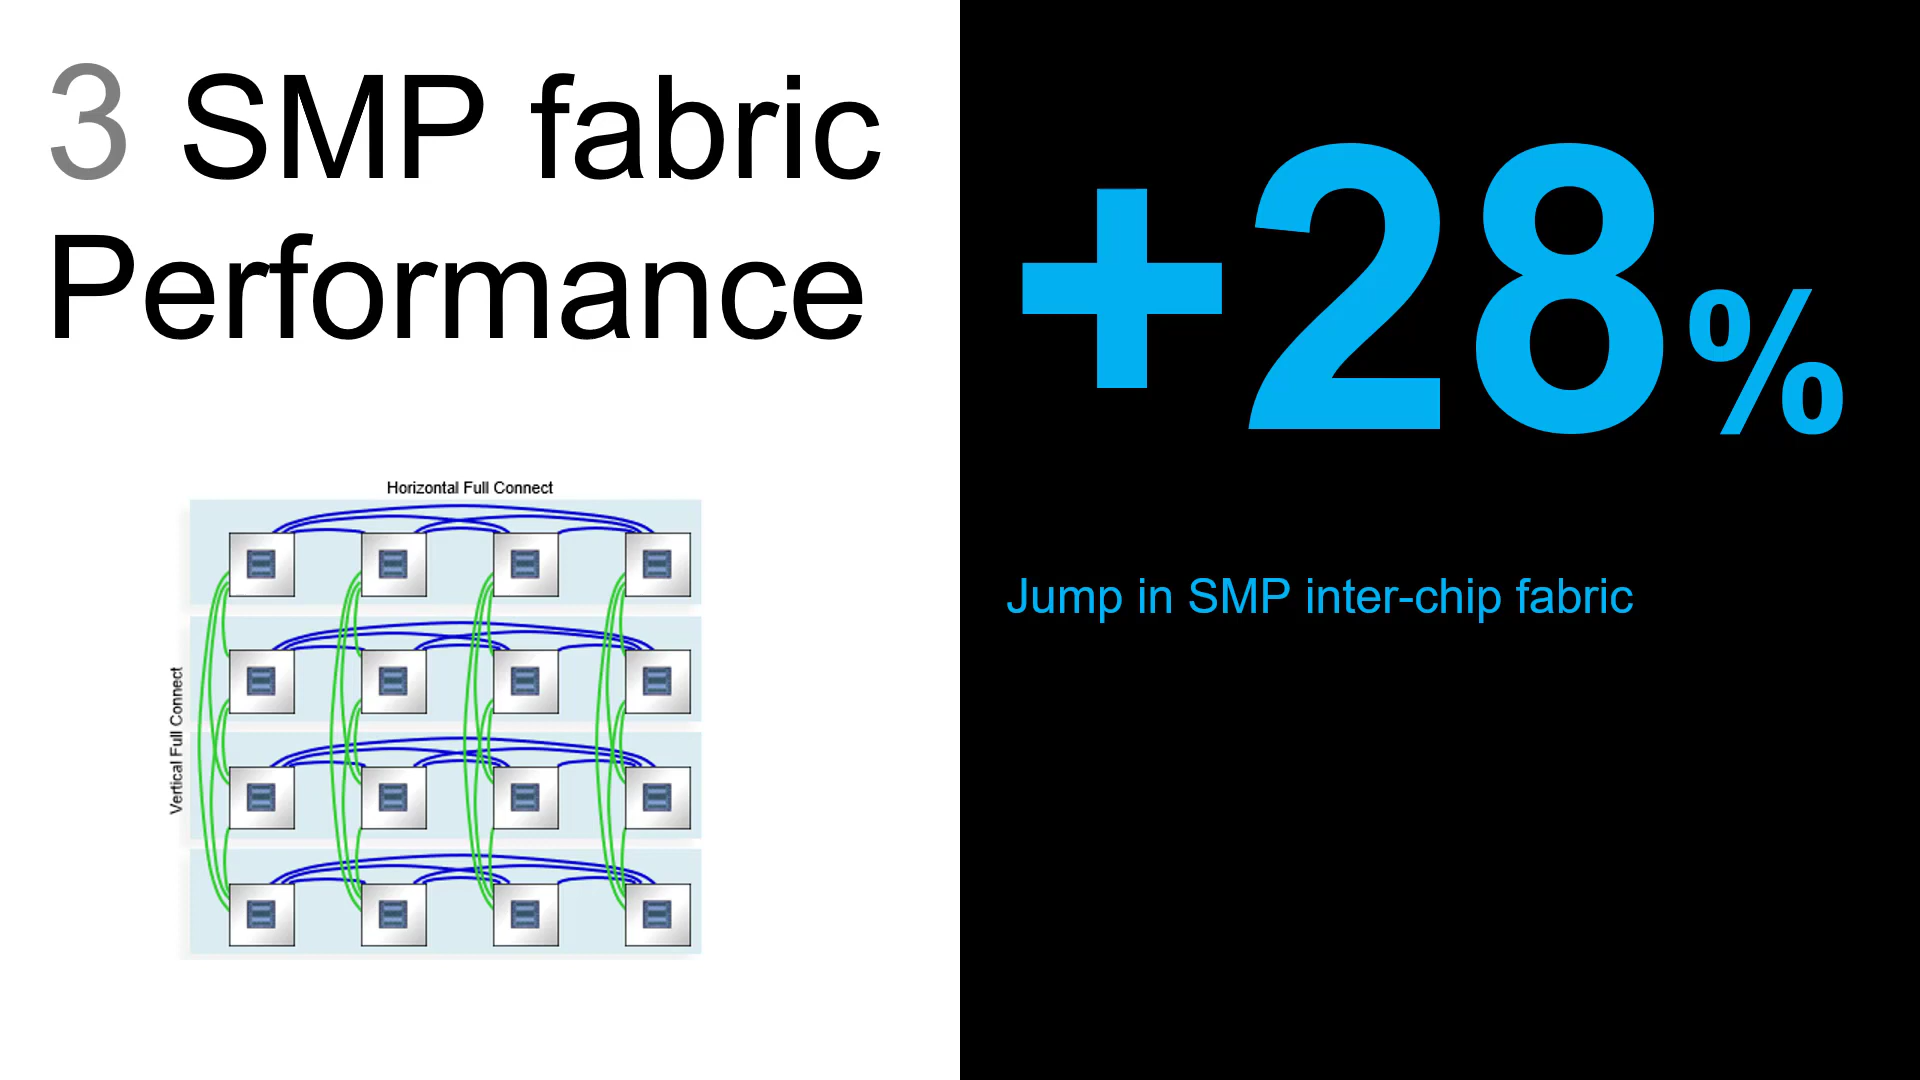 3 SMP fabric
Performance
Horizontal Full Connect
Vertical Full Connect
+28%
Jump in SMP inter-chip fabric